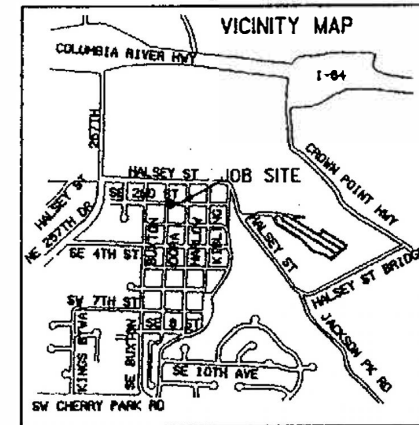 VICINITY MAP
COLUMBIA RIVER HWY
I-84
257TH
CROWN POINT HWY
HALSEY ST
JOB SITE
SE 2ND ST
HALSEY ST
NE 257TH DR
BUXTON
HARLOW
KIBLING
HALSEY ST
SE 4TH ST
HALSEY ST BRIDGE
SW 7TH ST
SE 8 ST
JACKSON PK RD
KINGS BYWAY
SE BUXTON
SE 10TH AVE
SW CHERRY PARK RD